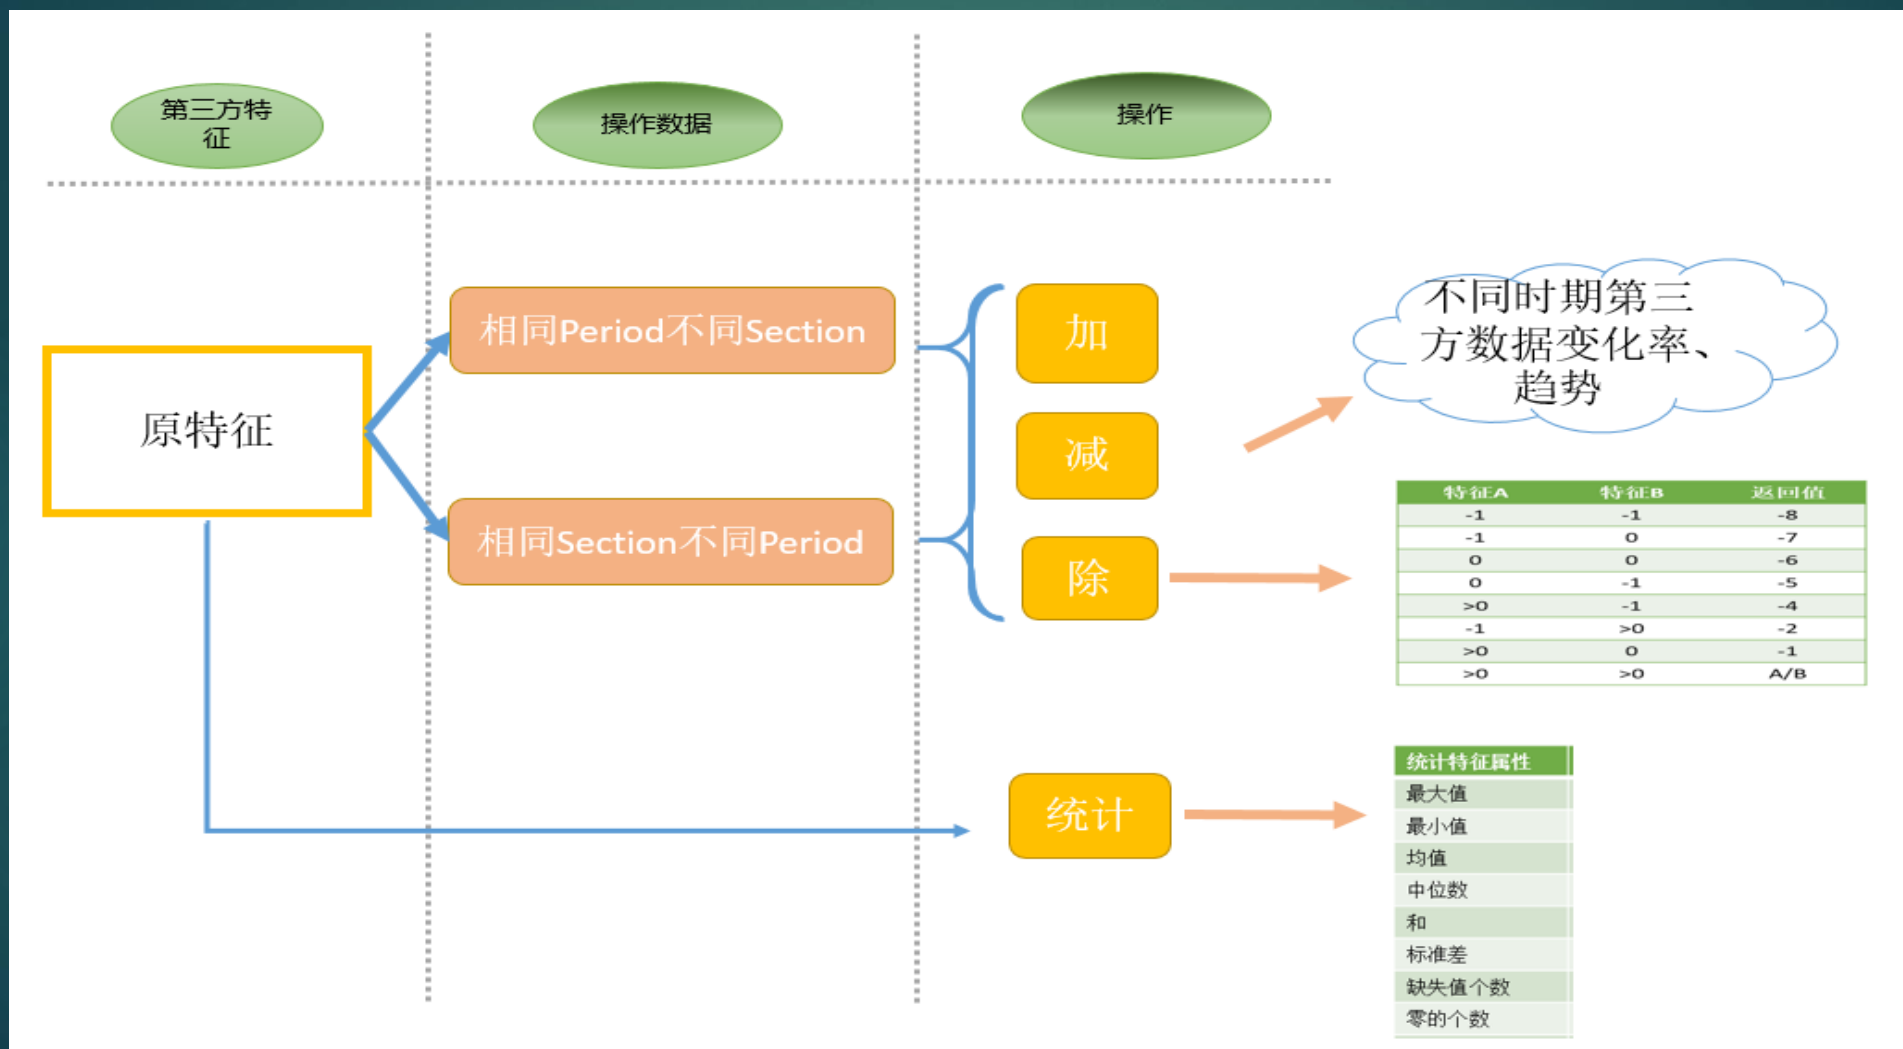 第三方特
征
操作数据
操作
原特征
相同Period不同Section
相同Section不同Period
加
减
除
统计
不同时期第三
方数据变化率、
趋势
特征A 特征B 返回值
-1 -1 -8
-1 0 -7
0 0 -6
0 -1 -5
>0 -1 -4
-1 >0 -2
>0 0 -1
>0 >0 A/B
统计特征属性
最大值
最小值
均值
中位数
和
标准差
缺失值个数
零的个数